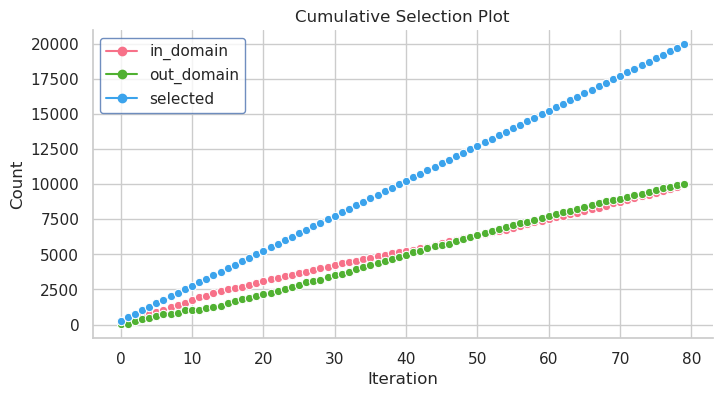 Cumulative Selection Plot
20000
17500
15000
12500
10000
7500
5000
2500
0
Count
in_domain
out_domain
selected
0 10 20 30 40 50 60 70 80
Iteration